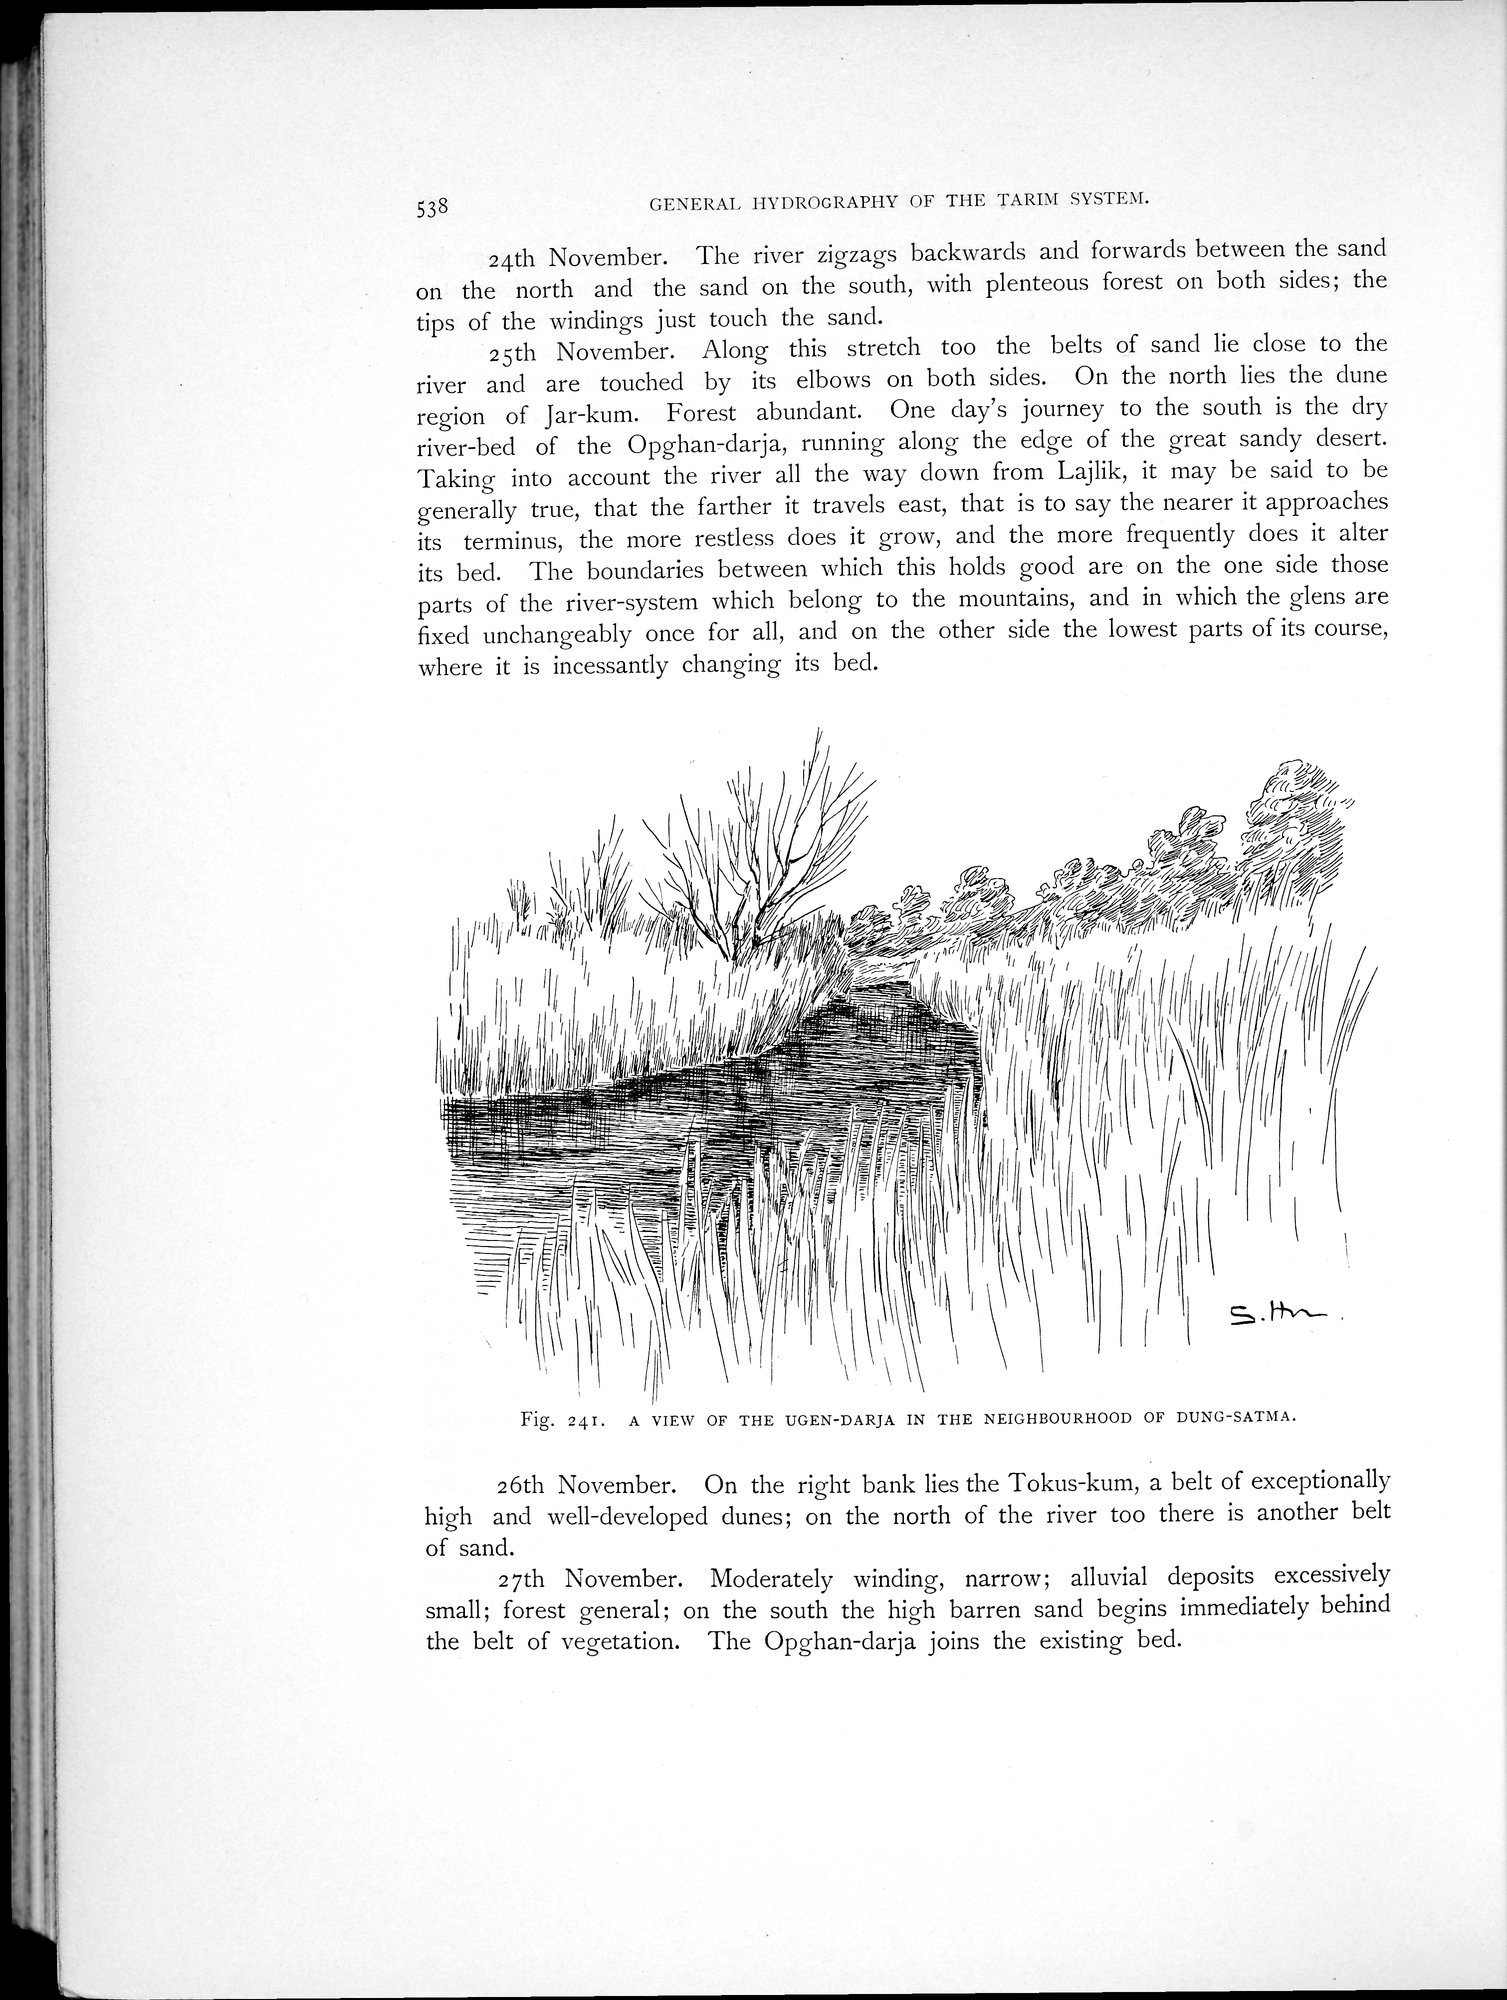 538
GENERAL HYDROGRAPHY OF THE TARIM SYSTEM.
24th November. The river zigzags backwards and forwards between the sand
on the north and the sand on the south, with plenteous forest on both sides; the
tips of the windings just touch the sand.
25th November. Along this stretch too the belts of sand lie close to the
river and are touched by its elbows on both sides. On the north lies the dune
region of Jar-kum. Forest abundant. One day's journey to the south is the dry
river-bed of the Opghan-darja, running along the edge of the great sandy desert.
Taking into account the river all the way down from Lajlik, it may be said to be
generally true, that the farther it travels east, that is to say the nearer it approaches
its terminus, the more restless does it grow, and the more frequently does it alter
its bed. The boundaries between which this holds good are on the one side those
parts of the river-system which belong to the mountains, and in which the glens are
fixed unchangeably once for all, and on the other side the lowest parts of its course,
where it is incessantly changing its bed.
S. Hn
Fig. 241. A VIEW OF THE UGEN-DARJA IN THE NEIGHBOURHOOD OF DUNG-SATMA.
26th November. On the right bank lies the Tokus-kum, a belt of exceptionally
high and well-developed dunes; on the north of the river too there is another belt
of sand.
27th November. Moderately winding, narrow; alluvial deposits excessively
small; forest general; on the south the high barren sand begins immediately behind
the belt of vegetation. The Opghan-darja joins the existing bed.